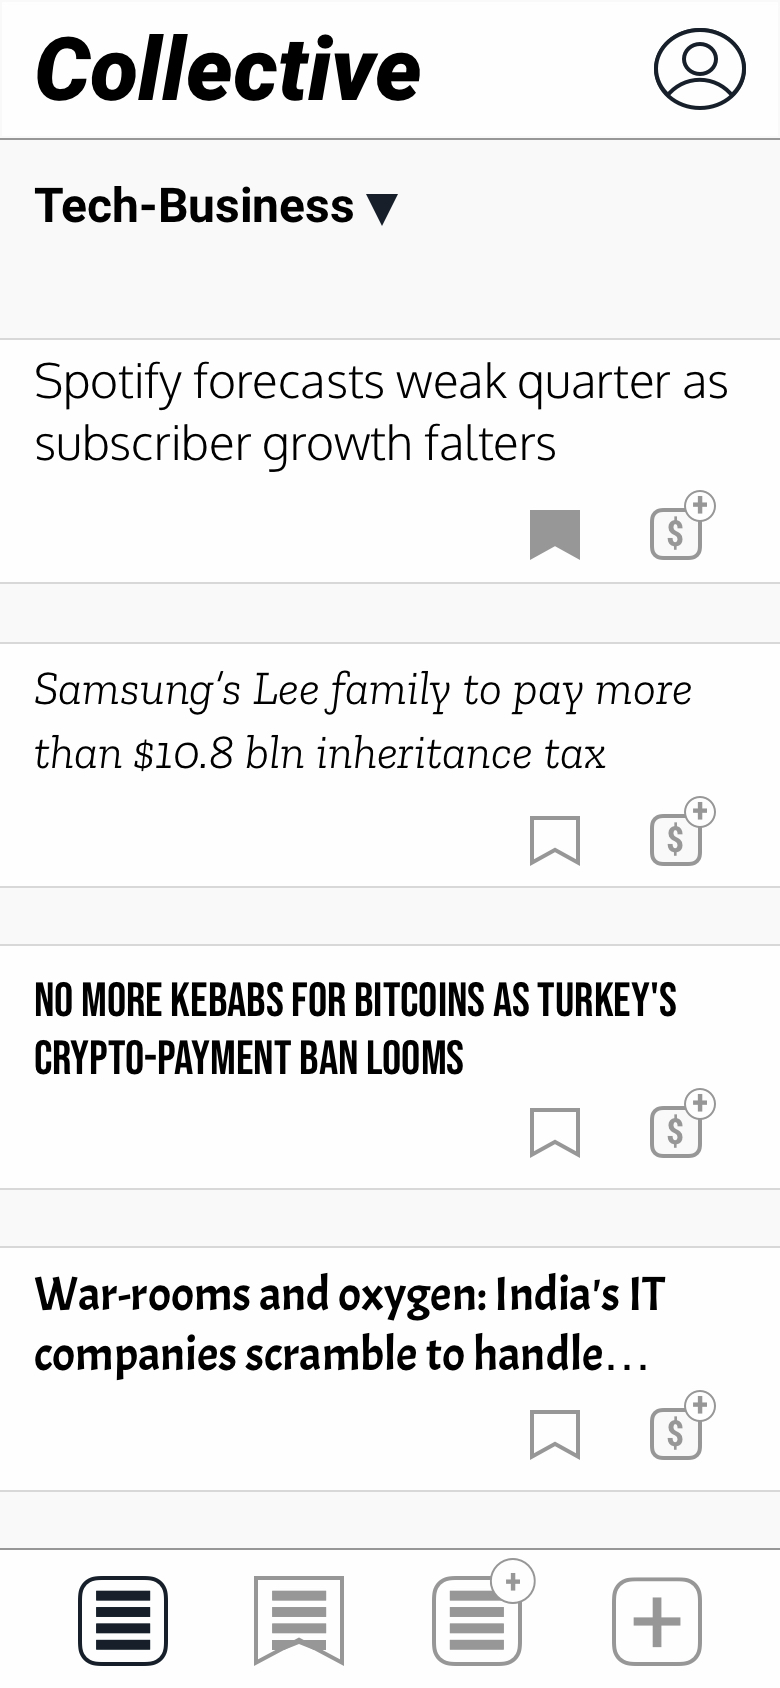 Collective
Tech-Business ▼
Spotify forecasts weak quarter as
subscriber growth falters
$
Samsung’s Lee family to pay more
than $10.8 bln inheritance tax
$
NO MORE KEBABS FOR BITCOINS AS TURKEY'S
CRYPTO-PAYMENT BAN LOOMS
$
War-rooms and oxygen: India's IT
companies scramble to handle...
$